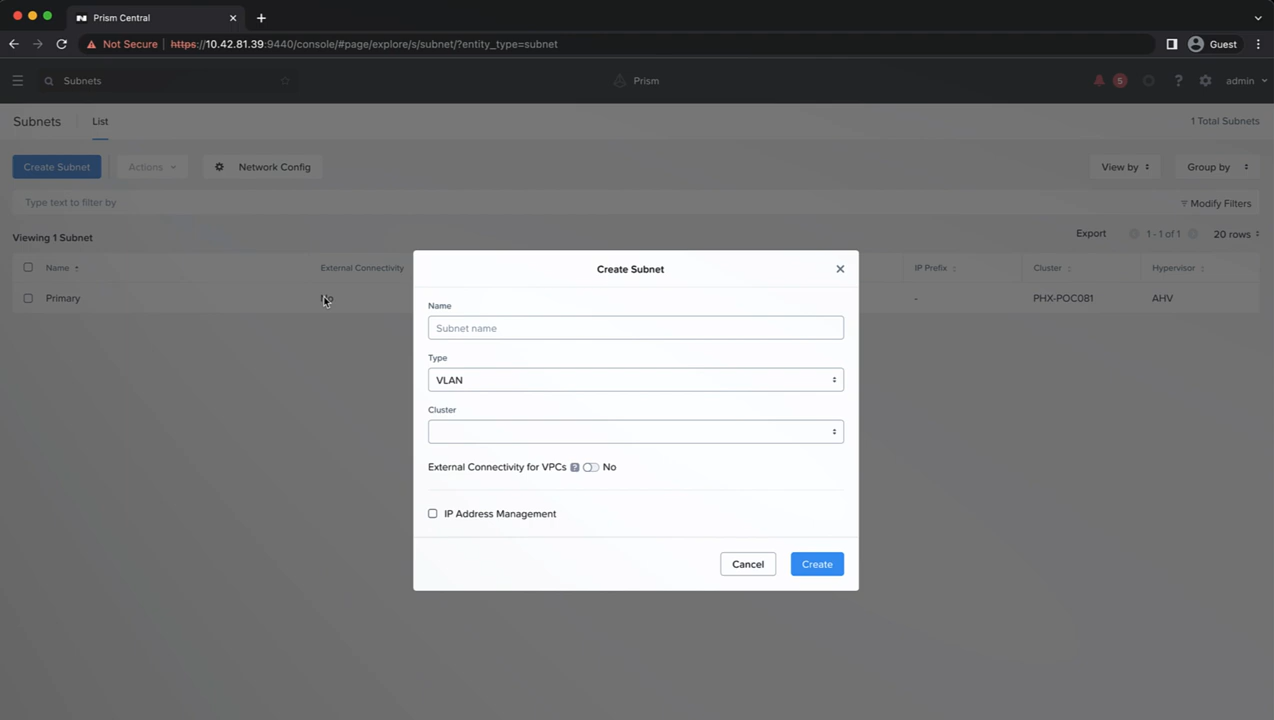 Prism Central
Not Secure https://10.42.81.39:9440/console/#page/explore/s/subnet/?entity_type=subnet Guest
Subnets Prism 5 ? admin
Subnets List 1 Total Subnets
Create Subnet Actions Network Config View by Group by
Type text to filter by Modify Filters
Viewing 1 Subnet Export 1 - 1 of 1 20 rows
Name External Connectivity IP Prefix Cluster Hypervisor
Primary No - PHX-POC081 AHV
Create Subnet
Name
Subnet name
Type
VLAN
Cluster
External Connectivity for VPCs ? No
IP Address Management
Cancel Create